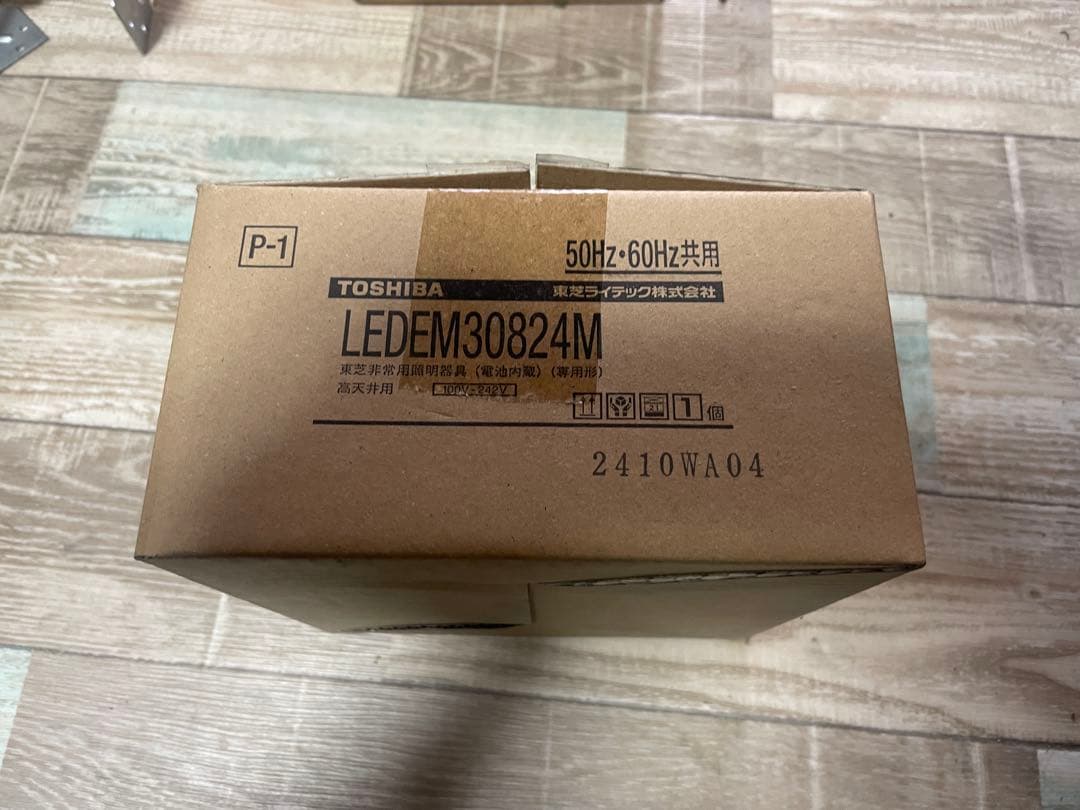 P-1
50Hz・60Hz共用
TOSHIBA 東芝ライテック株式会社
LEDEM30824M
東芝非常用照明器具（電池内蔵）（専用形）
高天井用 100V-242V
1個
2410WA04